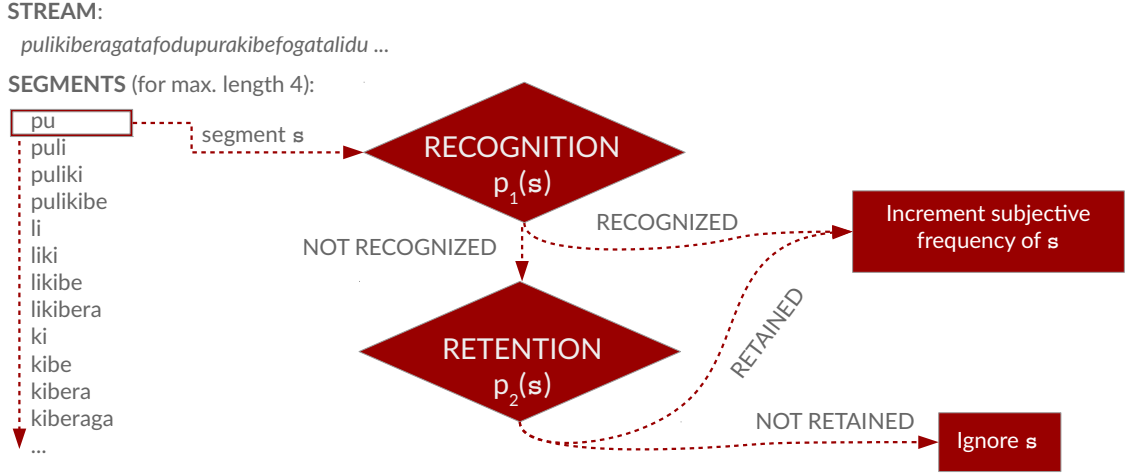 STREAM:
pulikiberagatafodupurakibefogatalidu ...
SEGMENTS (for max. length 4):
pu
puli
puliki
pulikibe
li
liki
likibe
likibera
ki
kibe
kibera
kiberaga
...
segment s
RECOGNITION
p1(s)
RECOGNIZED
NOT RECOGNIZED
Increment subjective
frequency of s
RETENTION
p2(s)
RETAINED
NOT RETAINED
Ignore s